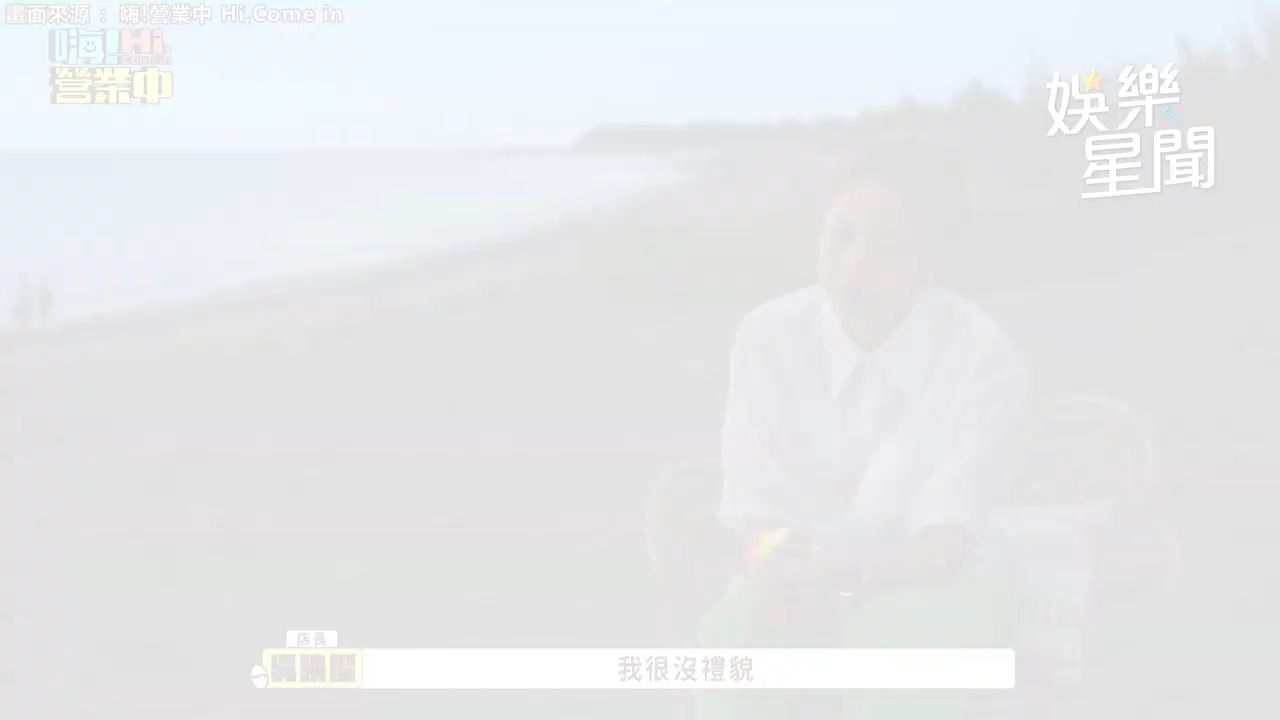 畫面來源： 嗨!營業中 Hi,Come in
嗨!Hi,
營業中
娛樂
星聞
店長
我很沒禮貌